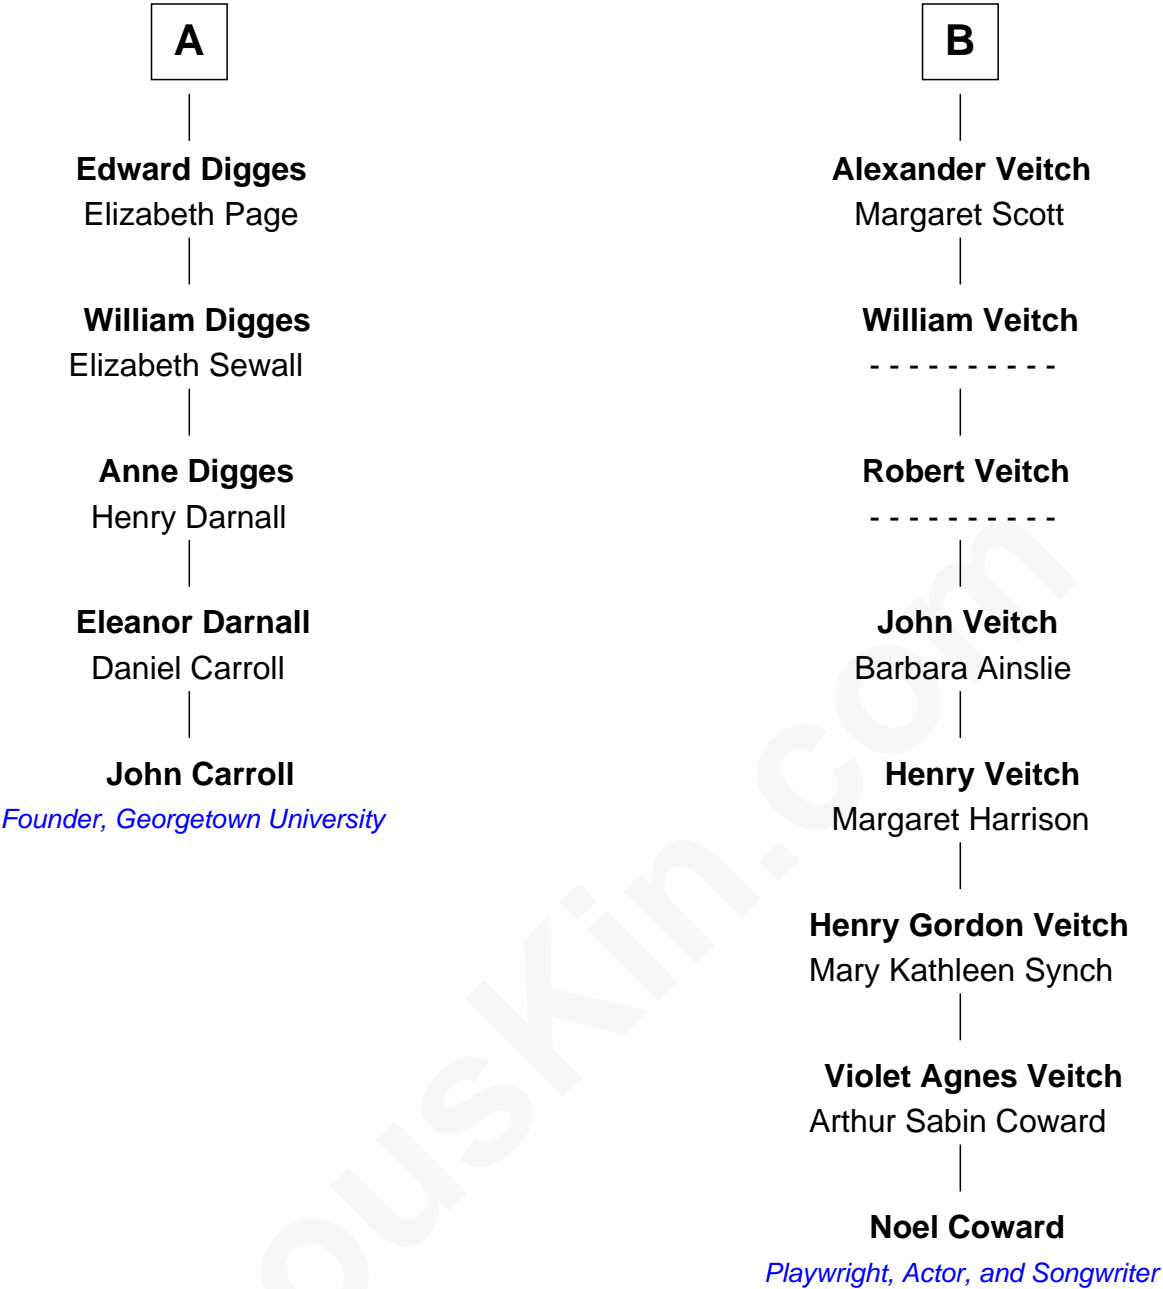 A
Edward Digges
Elizabeth Page
William Digges
Elizabeth Sewall
Anne Digges
Henry Darnall
Eleanor Darnall
Daniel Carroll
John Carroll
Founder, Georgetown University
B
Alexander Veitch
Margaret Scott
William Veitch
- - - - - - - - - -
Robert Veitch
- - - - - - - - - -
John Veitch
Barbara Ainslie
Henry Veitch
Margaret Harrison
Henry Gordon Veitch
Mary Kathleen Synch
Violet Agnes Veitch
Arthur Sabin Coward
Noel Coward
Playwright, Actor, and Songwriter
ousKin.com